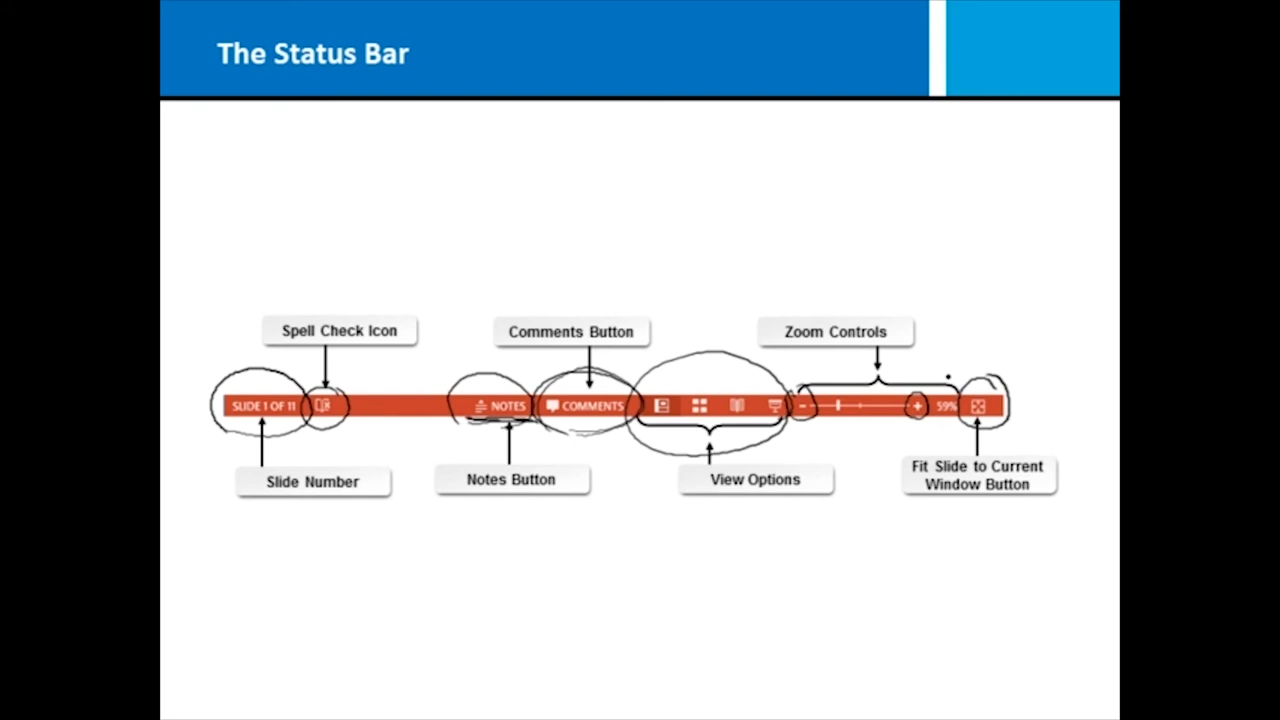 The Status Bar
Spell Check Icon
Comments Button
Zoom Controls
SLIDE 1 OF 11
NOTES
COMMENTS
59%
Slide Number
Notes Button
View Options
Fit Slide to Current
Window Button